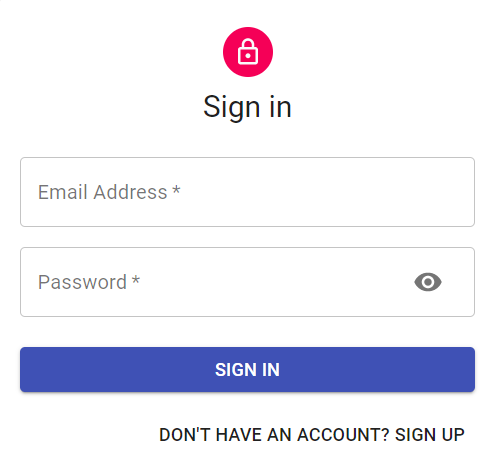 Sign in
Email Address *
Password *
SIGN IN
DON'T HAVE AN ACCOUNT? SIGN UP